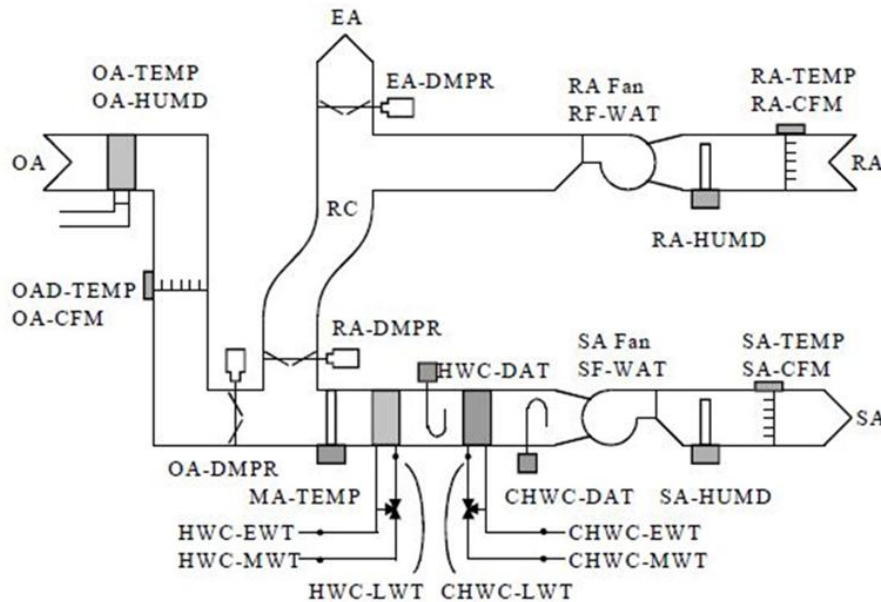 EA
OA-TEMP
OA-HUMD
EA-DMPR
RA Fan
RF-WAT
RA-TEMP
RA-CFM
OA
RA
RC
RA-HUMD
OAD-TEMP
OA-CFM
RA-DMPR
HWC-DAT
SA Fan
SF-WAT
SA-TEMP
SA-CFM
SA
OA-DMPR
MA-TEMP
CHWC-DAT
SA-HUMD
HWC-EWT
CHWC-EWT
HWC-MWT
CHWC-MWT
HWC-LWT
CHWC-LWT